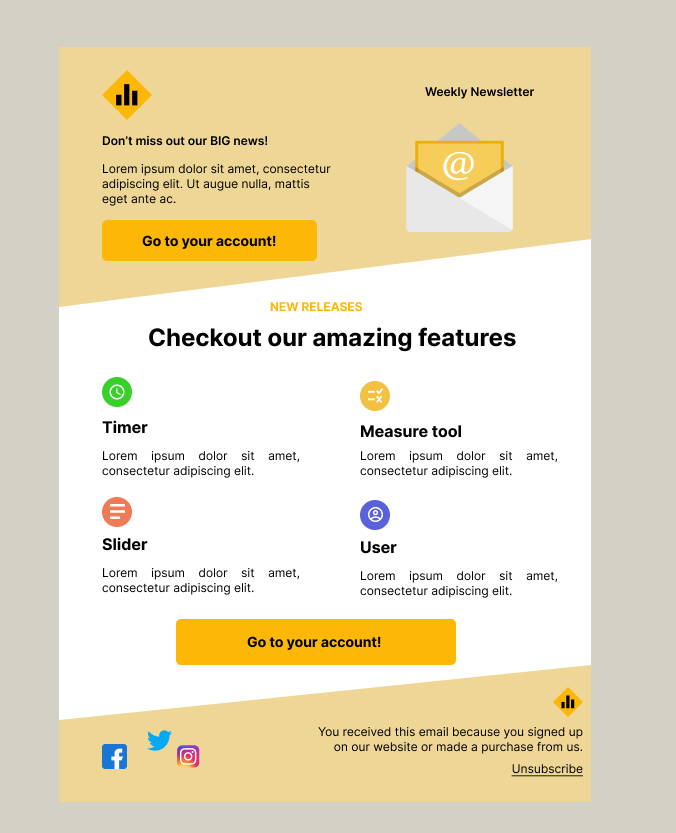 Weekly Newsletter
Don't miss out our BIG news!
Lorem ipsum dolor sit amet, consectetur
adipiscing elit. Ut augue nulla, mattis
eget ante ac.
@
Go to your account!
NEW RELEASES
Checkout our amazing features
Timer
Lorem ipsum dolor sit amet,
consectetur adipiscing elit.
Measure tool
Lorem ipsum dolor sit amet,
consectetur adipiscing elit.
Slider
Lorem ipsum dolor sit amet,
consectetur adipiscing elit.
User
Lorem ipsum dolor sit amet,
consectetur adipiscing elit.
Go to your account!
You received this email because you signed up
on our website or made a purchase from us.
Unsubscribe